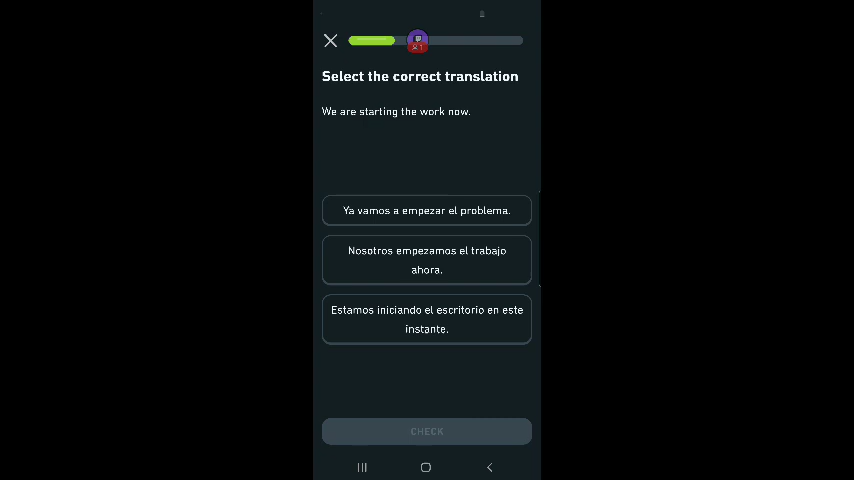 1
Select the correct translation
We are starting the work now.
Ya vamos a empezar el problema.
Nosotros empezamos el trabajo
ahora.
Estamos iniciando el escritorio en este
instante.
CHECK